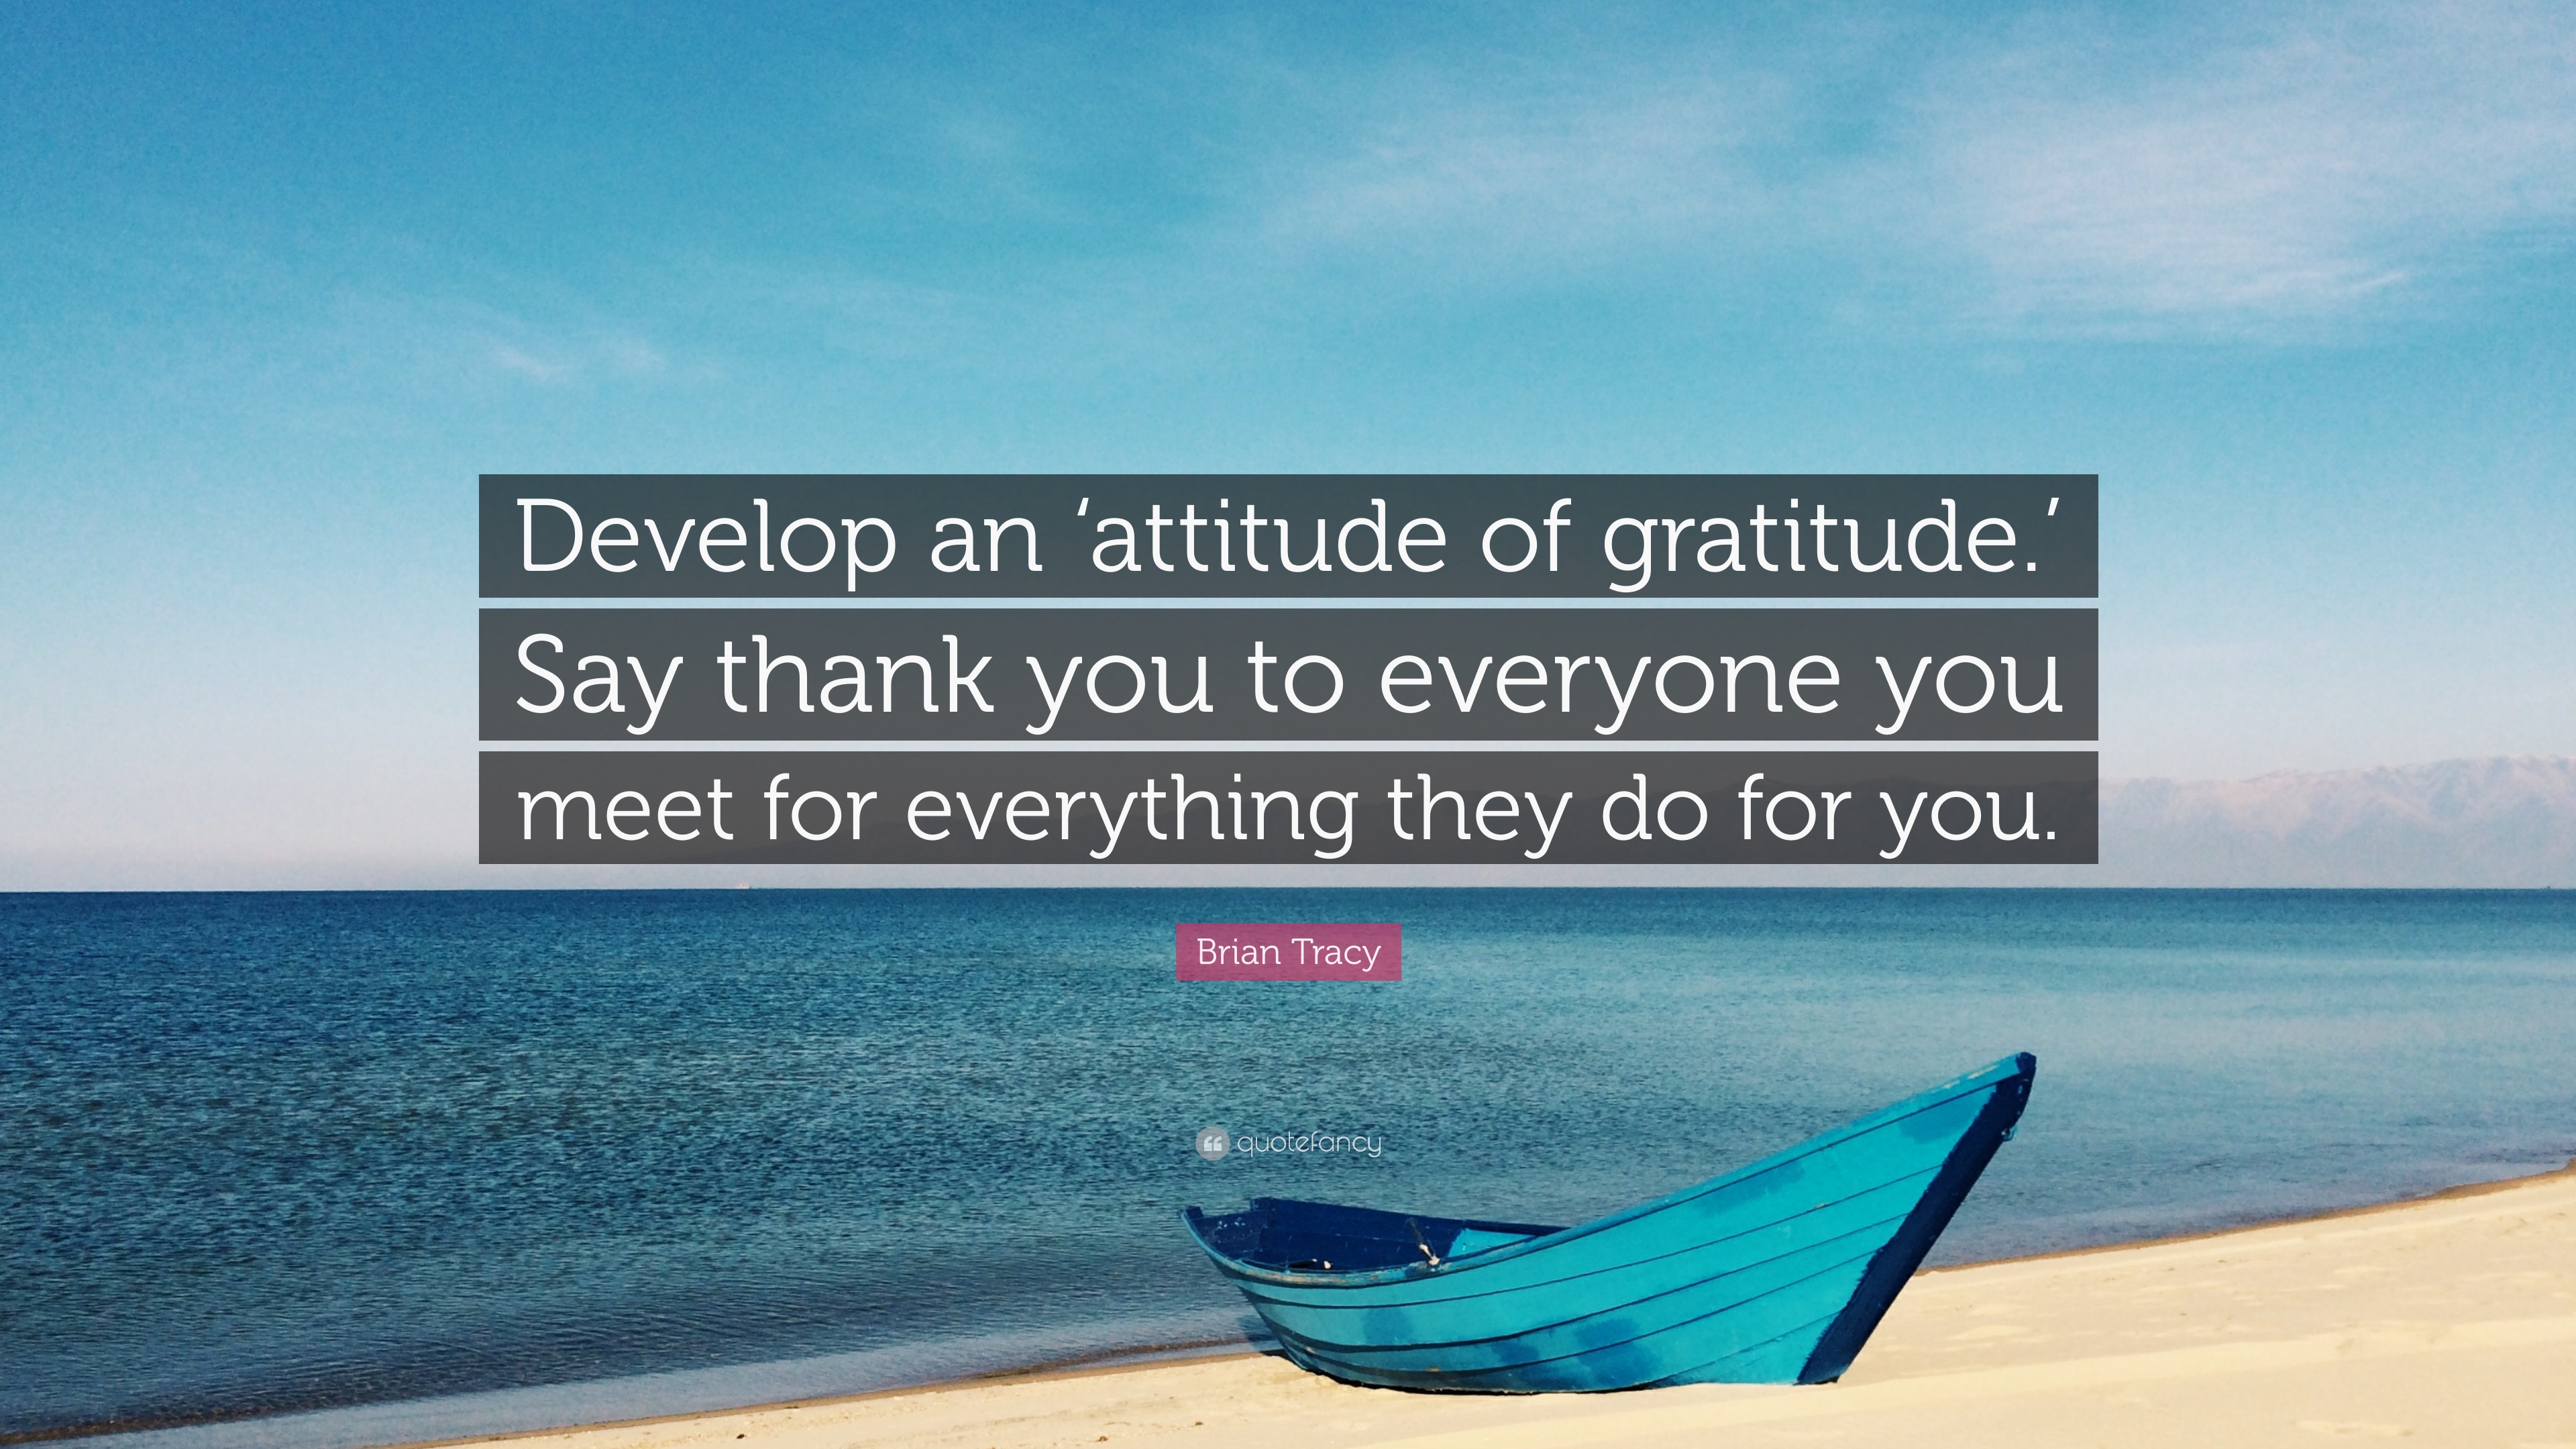 Develop an ‘attitude of gratitude.’
Say thank you to everyone you
meet for everything they do for you.
Brian Tracy
quotefancy